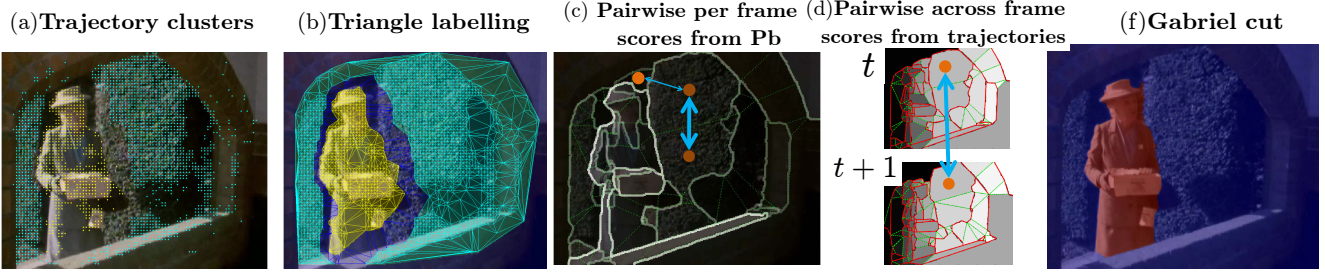 (a)Trajectory clusters
(b)Triangle labelling
(c) Pairwise per frame
scores from Pb
(d)Pairwise across frame
scores from trajectories
t
t + 1
(f)Gabriel cut